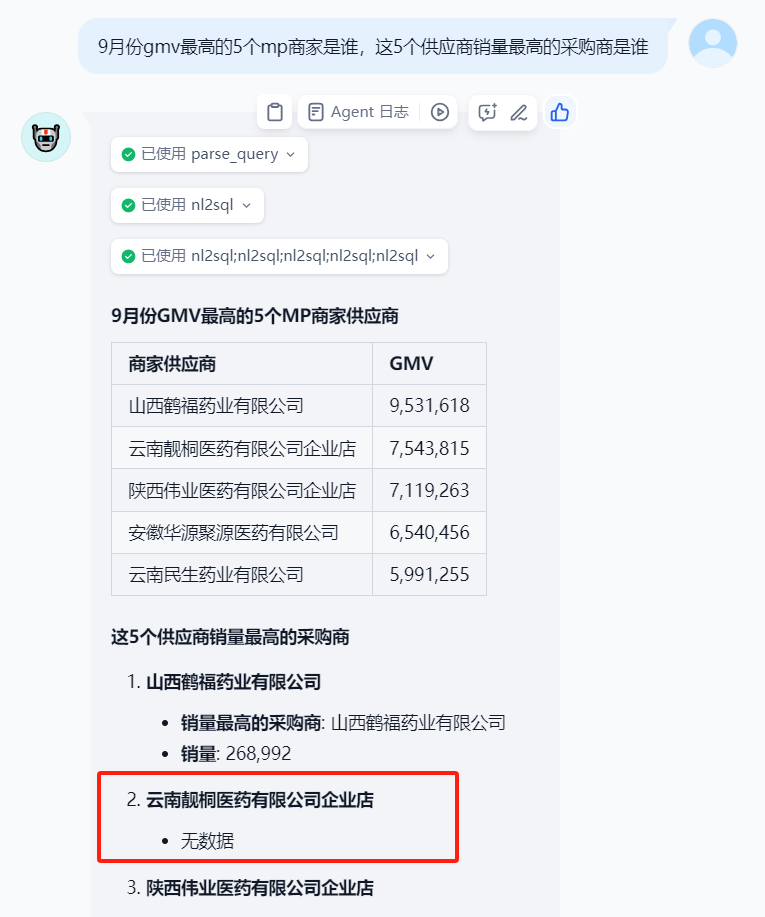 9月份gmv最高的5个mp商家是谁，这5个供应商销量最高的采购商是谁
Agent 日志
已使用 parse_query
已使用 nl2sql
已使用 nl2sql;nl2sql;nl2sql;nl2sql;nl2sql
9月份GMV最高的5个MP商家供应商
商家供应商 GMV
山西鹤福药业有限公司 9,531,618
云南靓桐医药有限公司企业店 7,543,815
陕西伟业医药有限公司企业店 7,119,263
安徽华源聚源医药有限公司 6,540,456
云南民生药业有限公司 5,991,255
这5个供应商销量最高的采购商
1. 山西鹤福药业有限公司
• 销量最高的采购商: 山西鹤福药业有限公司
• 销量: 268,992
2. 云南靓桐医药有限公司企业店
• 无数据
3. 陕西伟业医药有限公司企业店